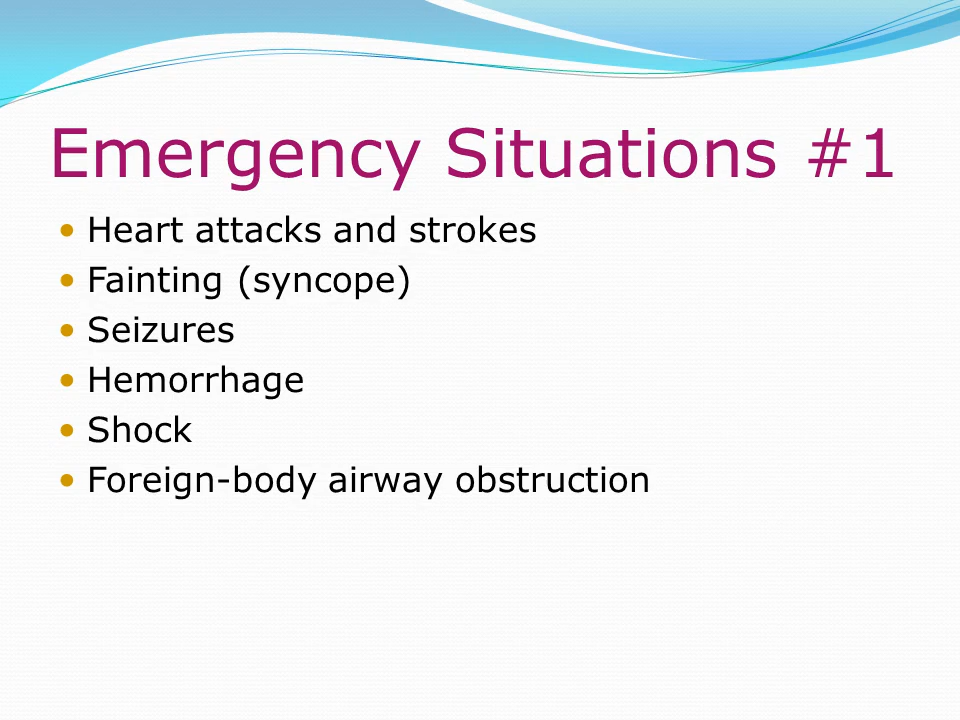 Emergency Situations #1
• Heart attacks and strokes
• Fainting (syncope)
• Seizures
• Hemorrhage
• Shock
• Foreign-body airway obstruction